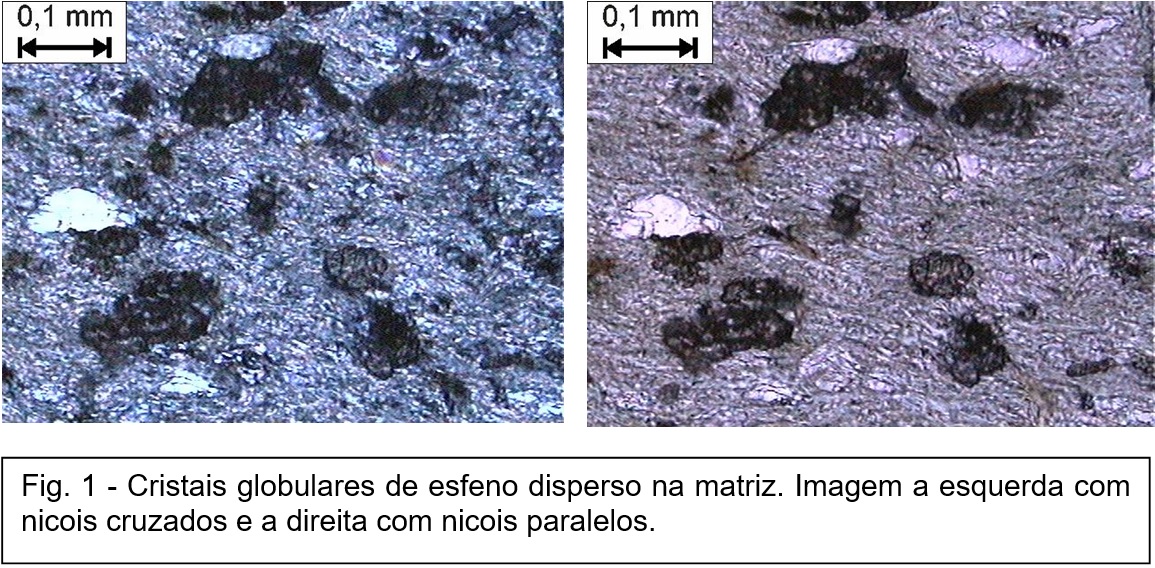 0,1 mm
0,1 mm
Fig. 1 - Cristais globulares de esfeno disperso na matriz. Imagem a esquerda com
nicois cruzados e a direita com nicois paralelos.